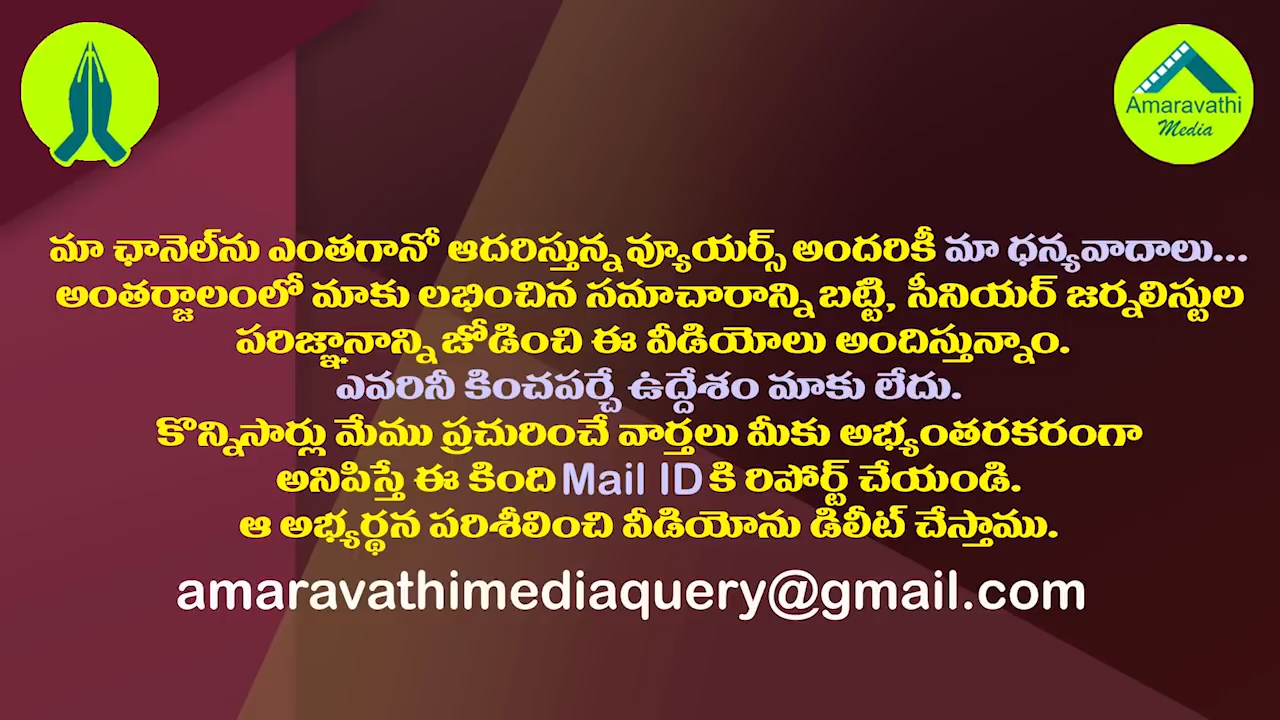 Amaravathi
Media
మా ఛానెల్‌ను ఎంతగానో ఆదరిస్తున్న వ్యూయర్స్ అందరికీ మా ధన్యవాదాలు...
అంతర్జాలంలో మాకు లభించిన సమాచారాన్ని బట్టి, సీనియర్ జర్నలిస్టుల
పరిజ్ఞానాన్ని జోడించి ఈ వీడియోలు అందిస్తున్నాం.
ఎవరినీ కించపర్చే ఉద్దేశం మాకు లేదు.
కొన్నిసార్లు మేము ప్రచురించే వార్తలు మీకు అభ్యంతరకరంగా
అనిపిస్తే ఈ కింది Mail ID కి రిపోర్ట్ చేయండి.
ఆ అభ్యర్థన పరిశీలించి వీడియోను డిలీట్ చేస్తాము.
amaravathimediaquery@gmail.com